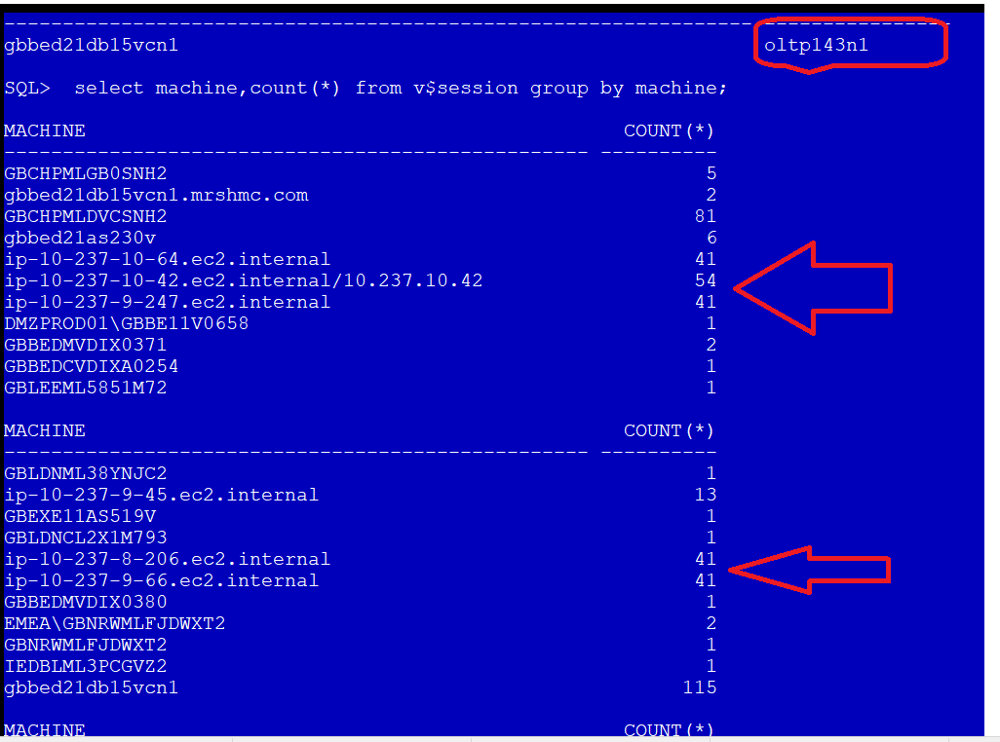 --------------------------------------------------------------------------------
gbbed21db15vcn1 oltp143n1
SQL>  select machine,count(*) from v$session group by machine;
MACHINE COUNT(*)
-------------------------------------------------- ----------
GBCHPMLGB0SNH2 5
gbbed21db15vcn1.mrshmc.com 2
GBCHPMLDVCSNH2 81
gbbed21as230v 6
ip-10-237-10-64.ec2.internal 41
ip-10-237-10-42.ec2.internal/10.237.10.42 54
ip-10-237-9-247.ec2.internal 41
DMZPROD01\GBBE11V0658 1
GBBEDMVDIX0371 2
GBBEDCVDIXA0254 1
GBLEEML5851M72 1
MACHINE COUNT(*)
-------------------------------------------------- ----------
GBLDNML38YNJC2 1
ip-10-237-9-45.ec2.internal 13
GBEXE11AS519V 1
GBLDNCL2X1M793 1
ip-10-237-8-206.ec2.internal 41
ip-10-237-9-66.ec2.internal 41
GBBEDMVDIX0380 1
EMEA\GBNRWMLFJDWXT2 2
GBNRWMLFJDWXT2 1
IEDBLML3PCGVZ2 1
gbbed21db15vcn1 115
MACHINE COUNT(*)